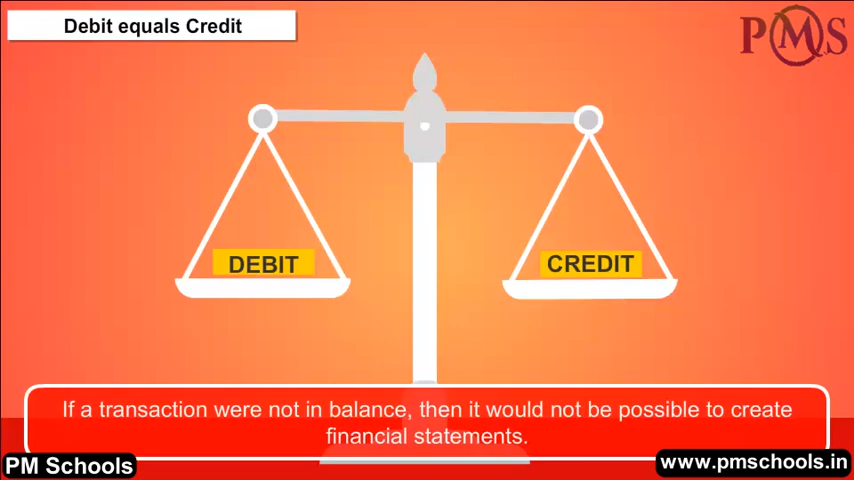 Debit equals Credit
PMS
DEBIT
CREDIT
If a transaction were not in balance, then it would not be possible to create
financial statements.
PM Schools
www.pmschools.in